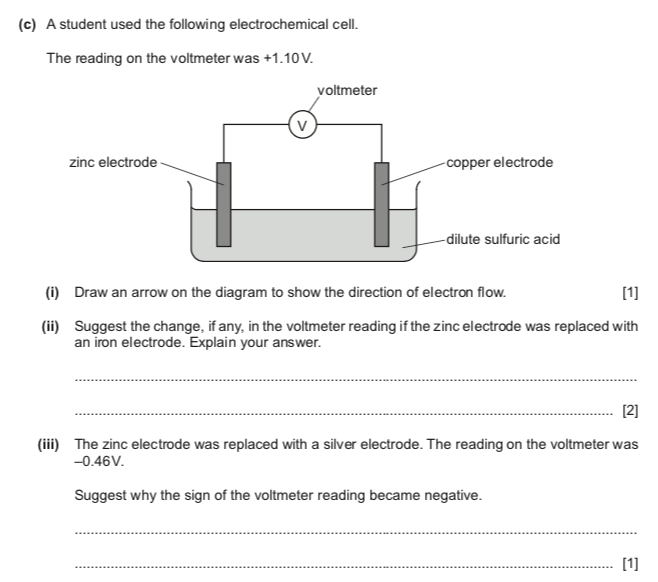 (c) A student used the following electrochemical cell.
The reading on the voltmeter was +1.10 V.
voltmeter
V
zinc electrode
copper electrode
dilute sulfuric acid
(i) Draw an arrow on the diagram to show the direction of electron flow. [1]
(ii) Suggest the change, if any, in the voltmeter reading if the zinc electrode was replaced with
an iron electrode. Explain your answer.
[2]
(iii) The zinc electrode was replaced with a silver electrode. The reading on the voltmeter was
–0.46 V.
Suggest why the sign of the voltmeter reading became negative.
[1]